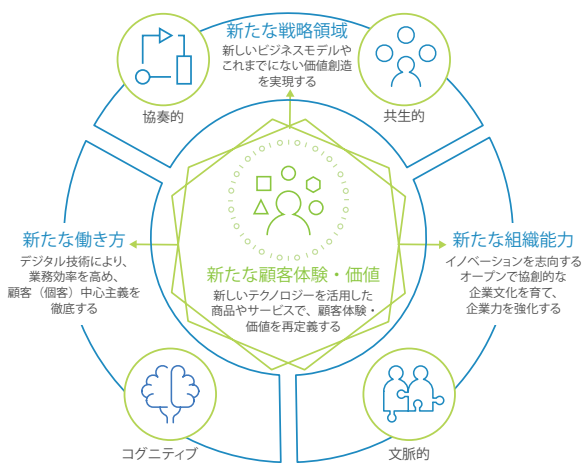 新たな戦略領域
新しいビジネスモデルや
これまでにない価値創造
を実現する
協奏的
共生的
新たな働き方
デジタル技術により、
業務効率を高め、
顧客（個客）中心主義を
徹底する
新たな顧客体験・価値
新しいテクノロジーを活用した
商品やサービスで、顧客体験・
価値を再定義する
新たな組織能力
イノベーションを志向する
オープンで協創的な
企業文化を育て、
企業力を強化する
コグニティブ
文脈的